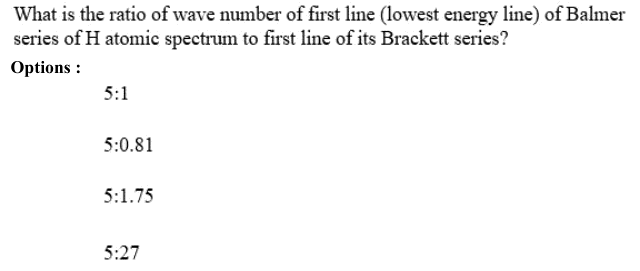 What is the ratio of wave number of first line (lowest energy line) of Balmer
series of H atomic spectrum to first line of its Brackett series?
Options :
5:1
5:0.81
5:1.75
5:27